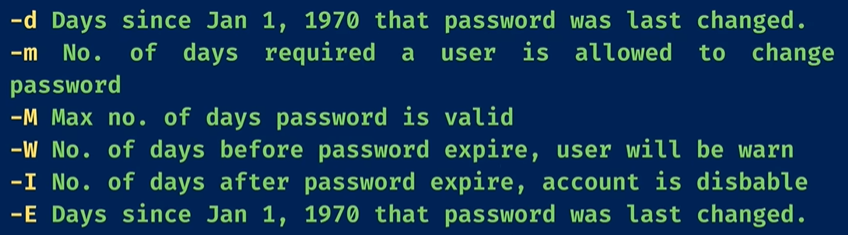 -d Days since Jan 1, 1970 that password was last changed.
-m No. of days required a user is allowed to change
password
-M Max no. of days password is valid
-W No. of days before password expire, user will be warn
-I No. of days after password expire, account is disbable
-E Days since Jan 1, 1970 that password was last changed.